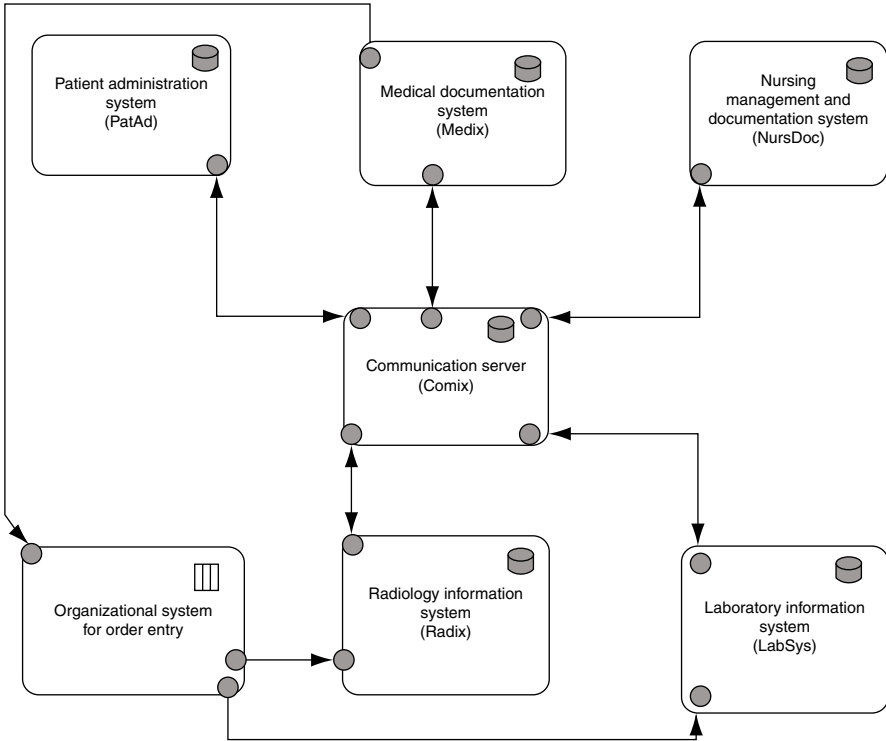 Patient administration
system
(PatAd)
Medical documentation
system
(Medix)
Nursing
management and
documentation system
(NursDoc)
Communication server
(Comix)
Organizational system
for order entry
Radiology information
system
(Radix)
Laboratory information
system
(LabSys)